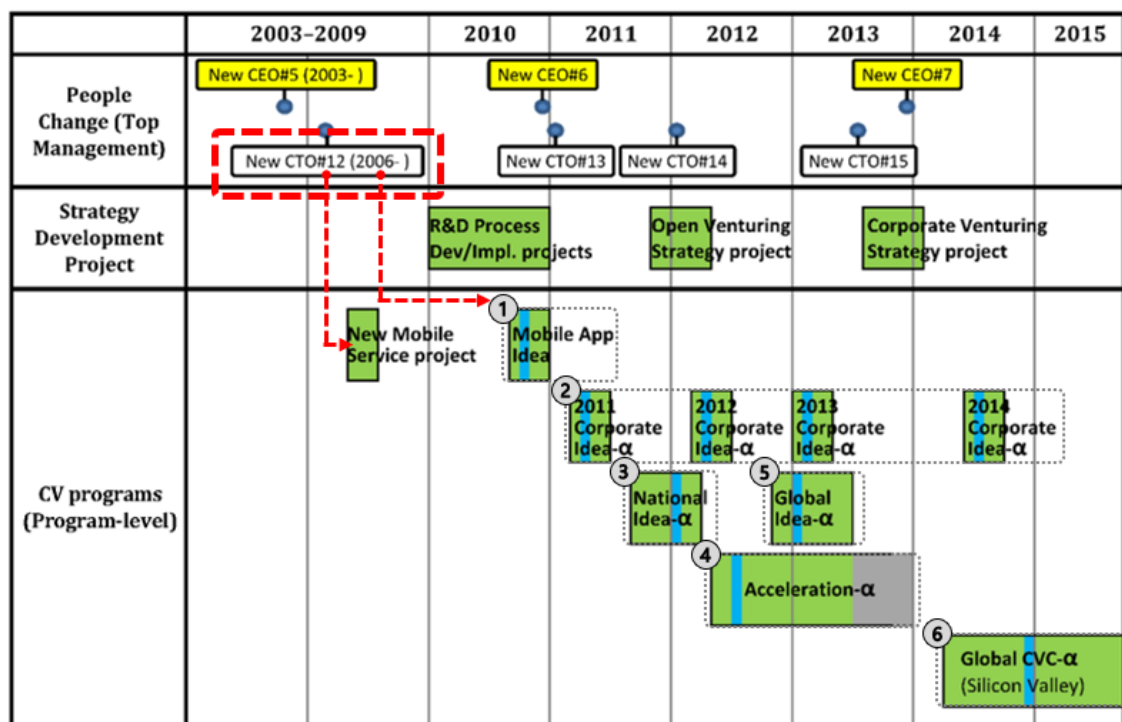 2003–2009 2010 2011 2012 2013 2014 2015
People
Change (Top
Management)
New CEO#5 (2003- )
New CEO#6
New CEO#7
New CTO#12 (2006- )
New CTO#13
New CTO#14
New CTO#15
Strategy
Development
Project
R&D Process
Dev/Impl. projects
Open Venturing
Strategy project
Corporate Venturing
Strategy project
CV programs
(Program-level)
New Mobile
Service project
1
Mobile App
Idea
2
2011
Corporate
Idea-α
2012
Corporate
Idea-α
2013
Corporate
Idea-α
2014
Corporate
Idea-α
3
National
Idea-α
5
Global
Idea-α
4
Acceleration-α
6
Global CVC-α
(Silicon Valley)